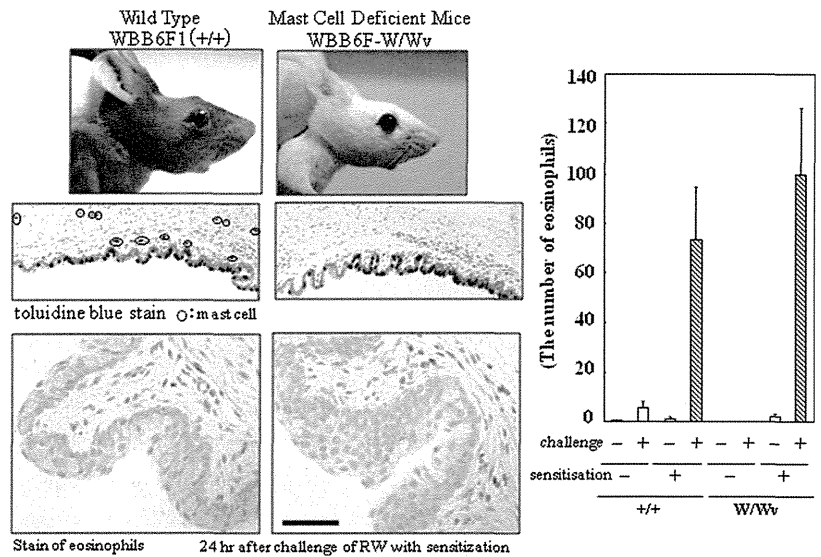 Wild Type
WBB6F1(+/+)
Mast Cell Deficient Mice
WBB6F-W/Wv
toluidine blue stain O:mast cell
Stain of eosinophils
24 hr after challenge of RW with sensitization
(The number of eosinophils)
140
120
100
80
60
40
20
0
challenge − + − + − + − +
sensitisation − + − +
+/+ W/Wv